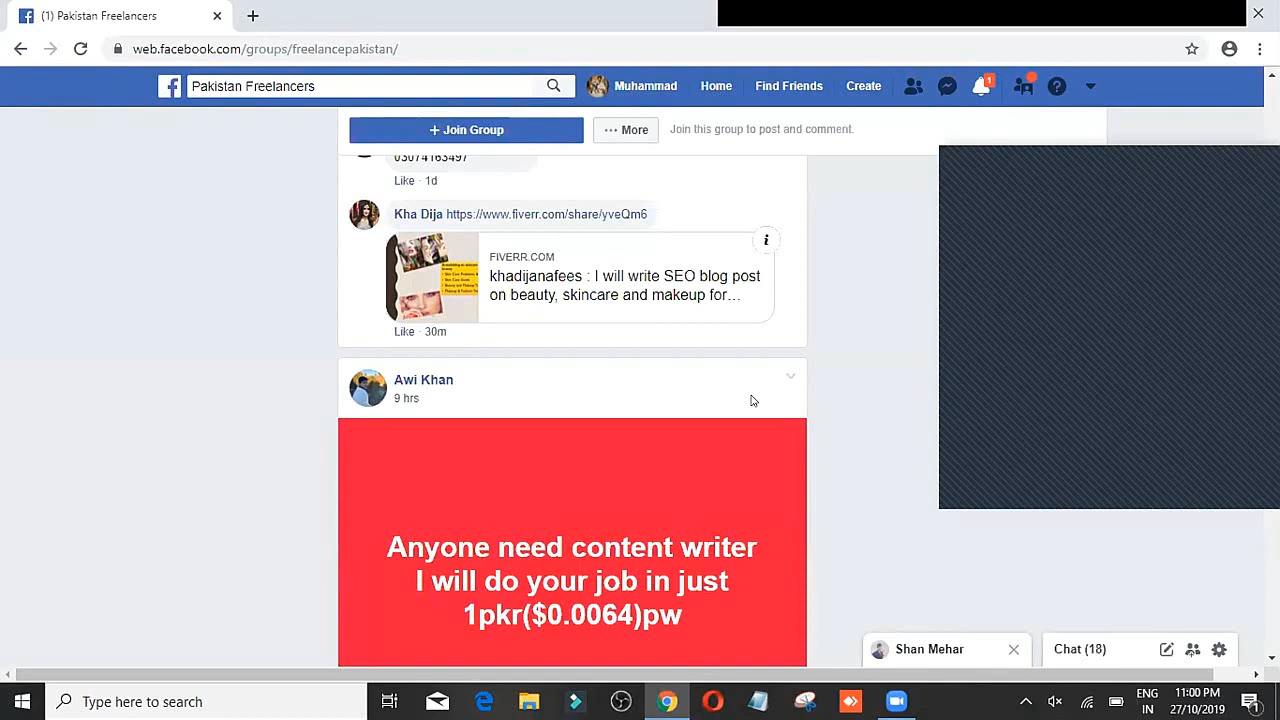 (1) Pakistan Freelancers
web.facebook.com/groups/freelancepakistan/
Pakistan Freelancers
Muhammad
Home
Find Friends
Create
1
+ Join Group
··· More
Join this group to post and comment.
03074163497
Like · 1d
Kha Dija https://www.fiverr.com/share/yveQm6
FIVERR.COM
khadijanafees : I will write SEO blog post
on beauty, skincare and makeup for...
Like · 30m
Awi Khan
9 hrs
Anyone need content writer
I will do your job in just
1pkr($0.0064)pw
Shan Mehar
Chat (18)
Type here to search
ENG
IN
11:00 PM
27/10/2019
1